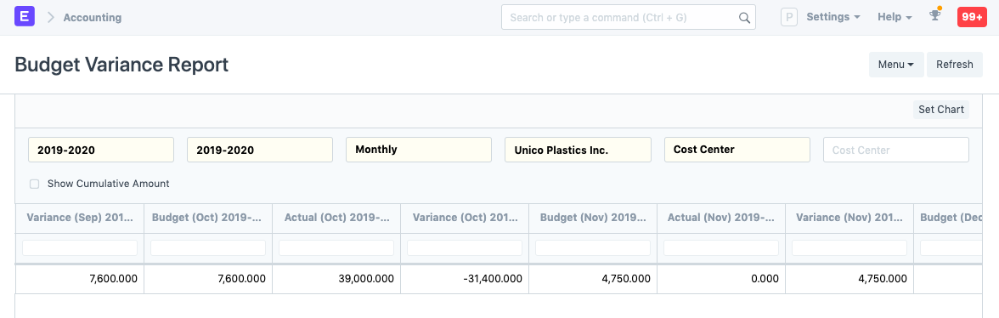 E Accounting Search or type a command (Ctrl + G) P Settings Help 99+
Budget Variance Report Menu Refresh
Set Chart
2019-2020 2019-2020 Monthly Unico Plastics Inc. Cost Center Cost Center
Show Cumulative Amount
Variance (Sep) 201... Budget (Oct) 2019-... Actual (Oct) 2019-... Variance (Oct) 201... Budget (Nov) 2019... Actual (Nov) 2019-... Variance (Nov) 201... Budget (Dec
7,600.000 7,600.000 39,000.000 -31,400.000 4,750.000 0.000 4,750.000